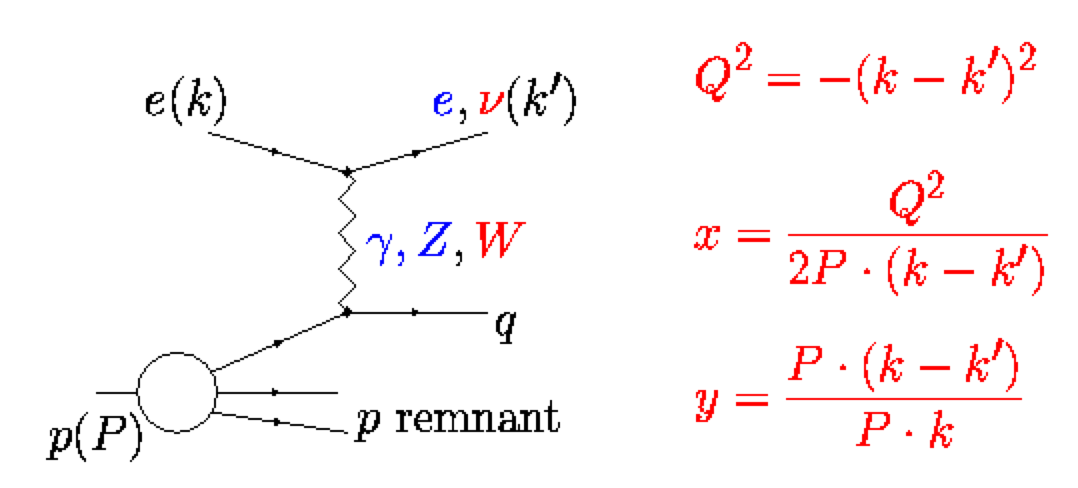 e(k)
e, ν(k′)
γ, Z, W
q
p(P)
p remnant
Q² = −(k − k′)²
x = Q² / 2P · (k − k′)
y = P · (k − k′) / P · k